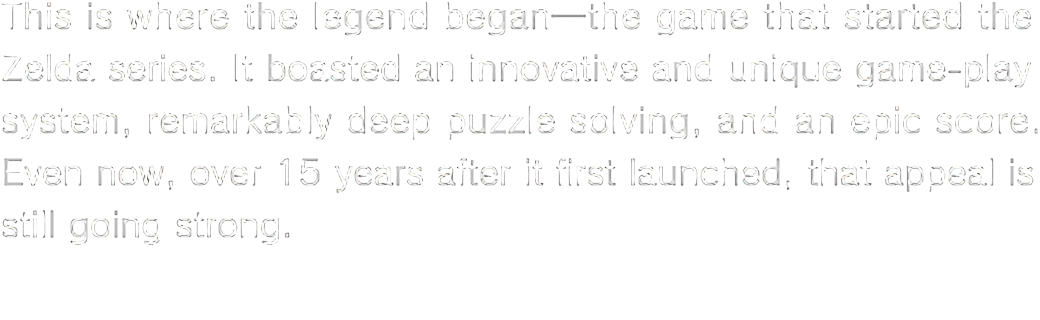 This is where the legend began—the game that started the
Zelda series. It boasted an innovative and unique game-play
system, remarkably deep puzzle solving, and an epic score.
Even now, over 15 years after it first launched, that appeal is
still going strong.